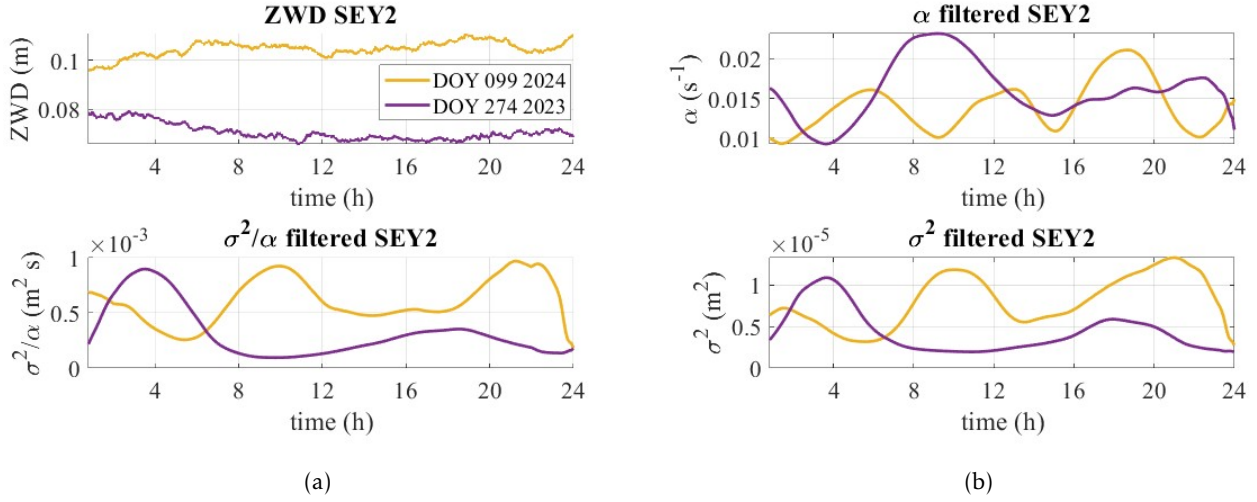 ZWD SEY2
ZWD (m)
0.1
0.08
DOY 099 2024
DOY 274 2023
4 8 12 16 20 24
time (h)
×10⁻³ σ²/α filtered SEY2
σ²/α (m² s)
1
0.5
0
4 8 12 16 20 24
time (h)
(a)
α filtered SEY2
α (s⁻¹)
0.02
0.015
0.01
4 8 12 16 20 24
time (h)
×10⁻⁵ σ² filtered SEY2
σ² (m²)
1
0.5
0
4 8 12 16 20 24
time (h)
(b)